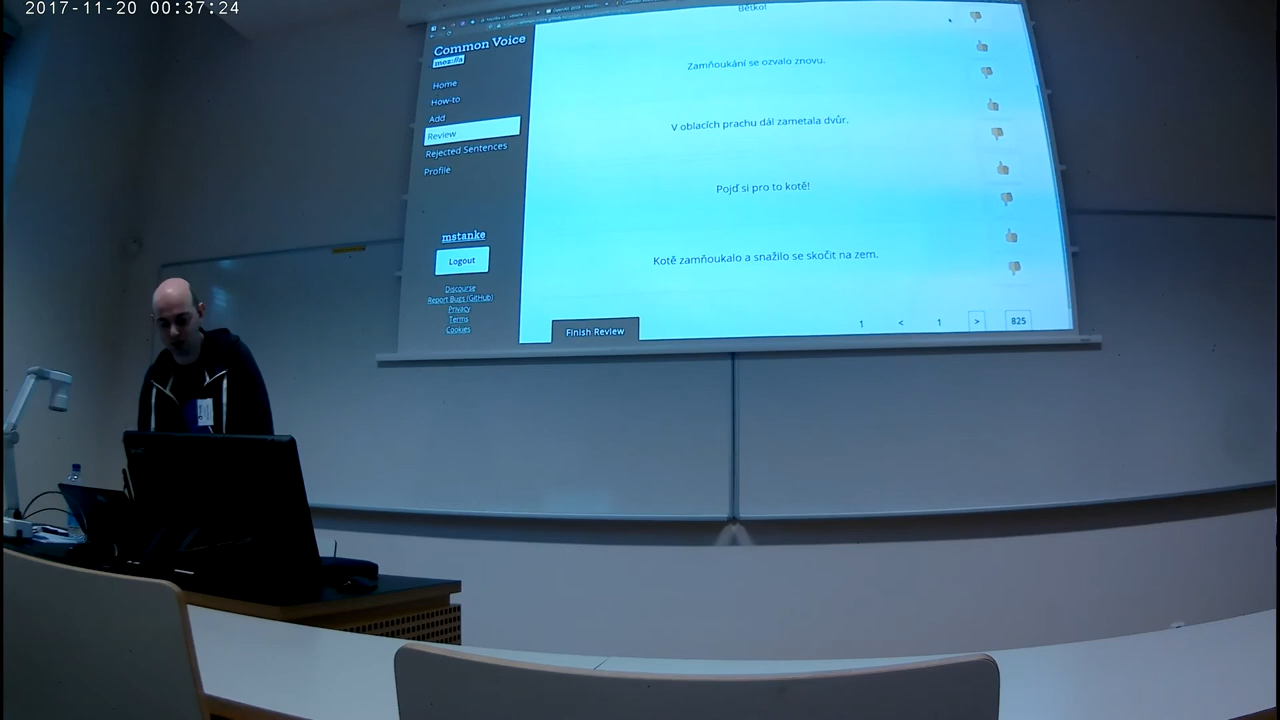 2017-11-20 00:37:24
Common Voice
moz://a
Home
How-to
Add
Review
Rejected Sentences
Profile
mstanke
Logout
Discourse
Report Bugs (GitHub)
Privacy
Terms
Cookies
Bětko!
Zamňoukání se ozvalo znovu.
V oblacích prachu dál zametala dvůr.
Pojď si pro to kotě!
Kotě zamňoukalo a snažilo se skočit na zem.
Finish Review
1 < 1 > 825